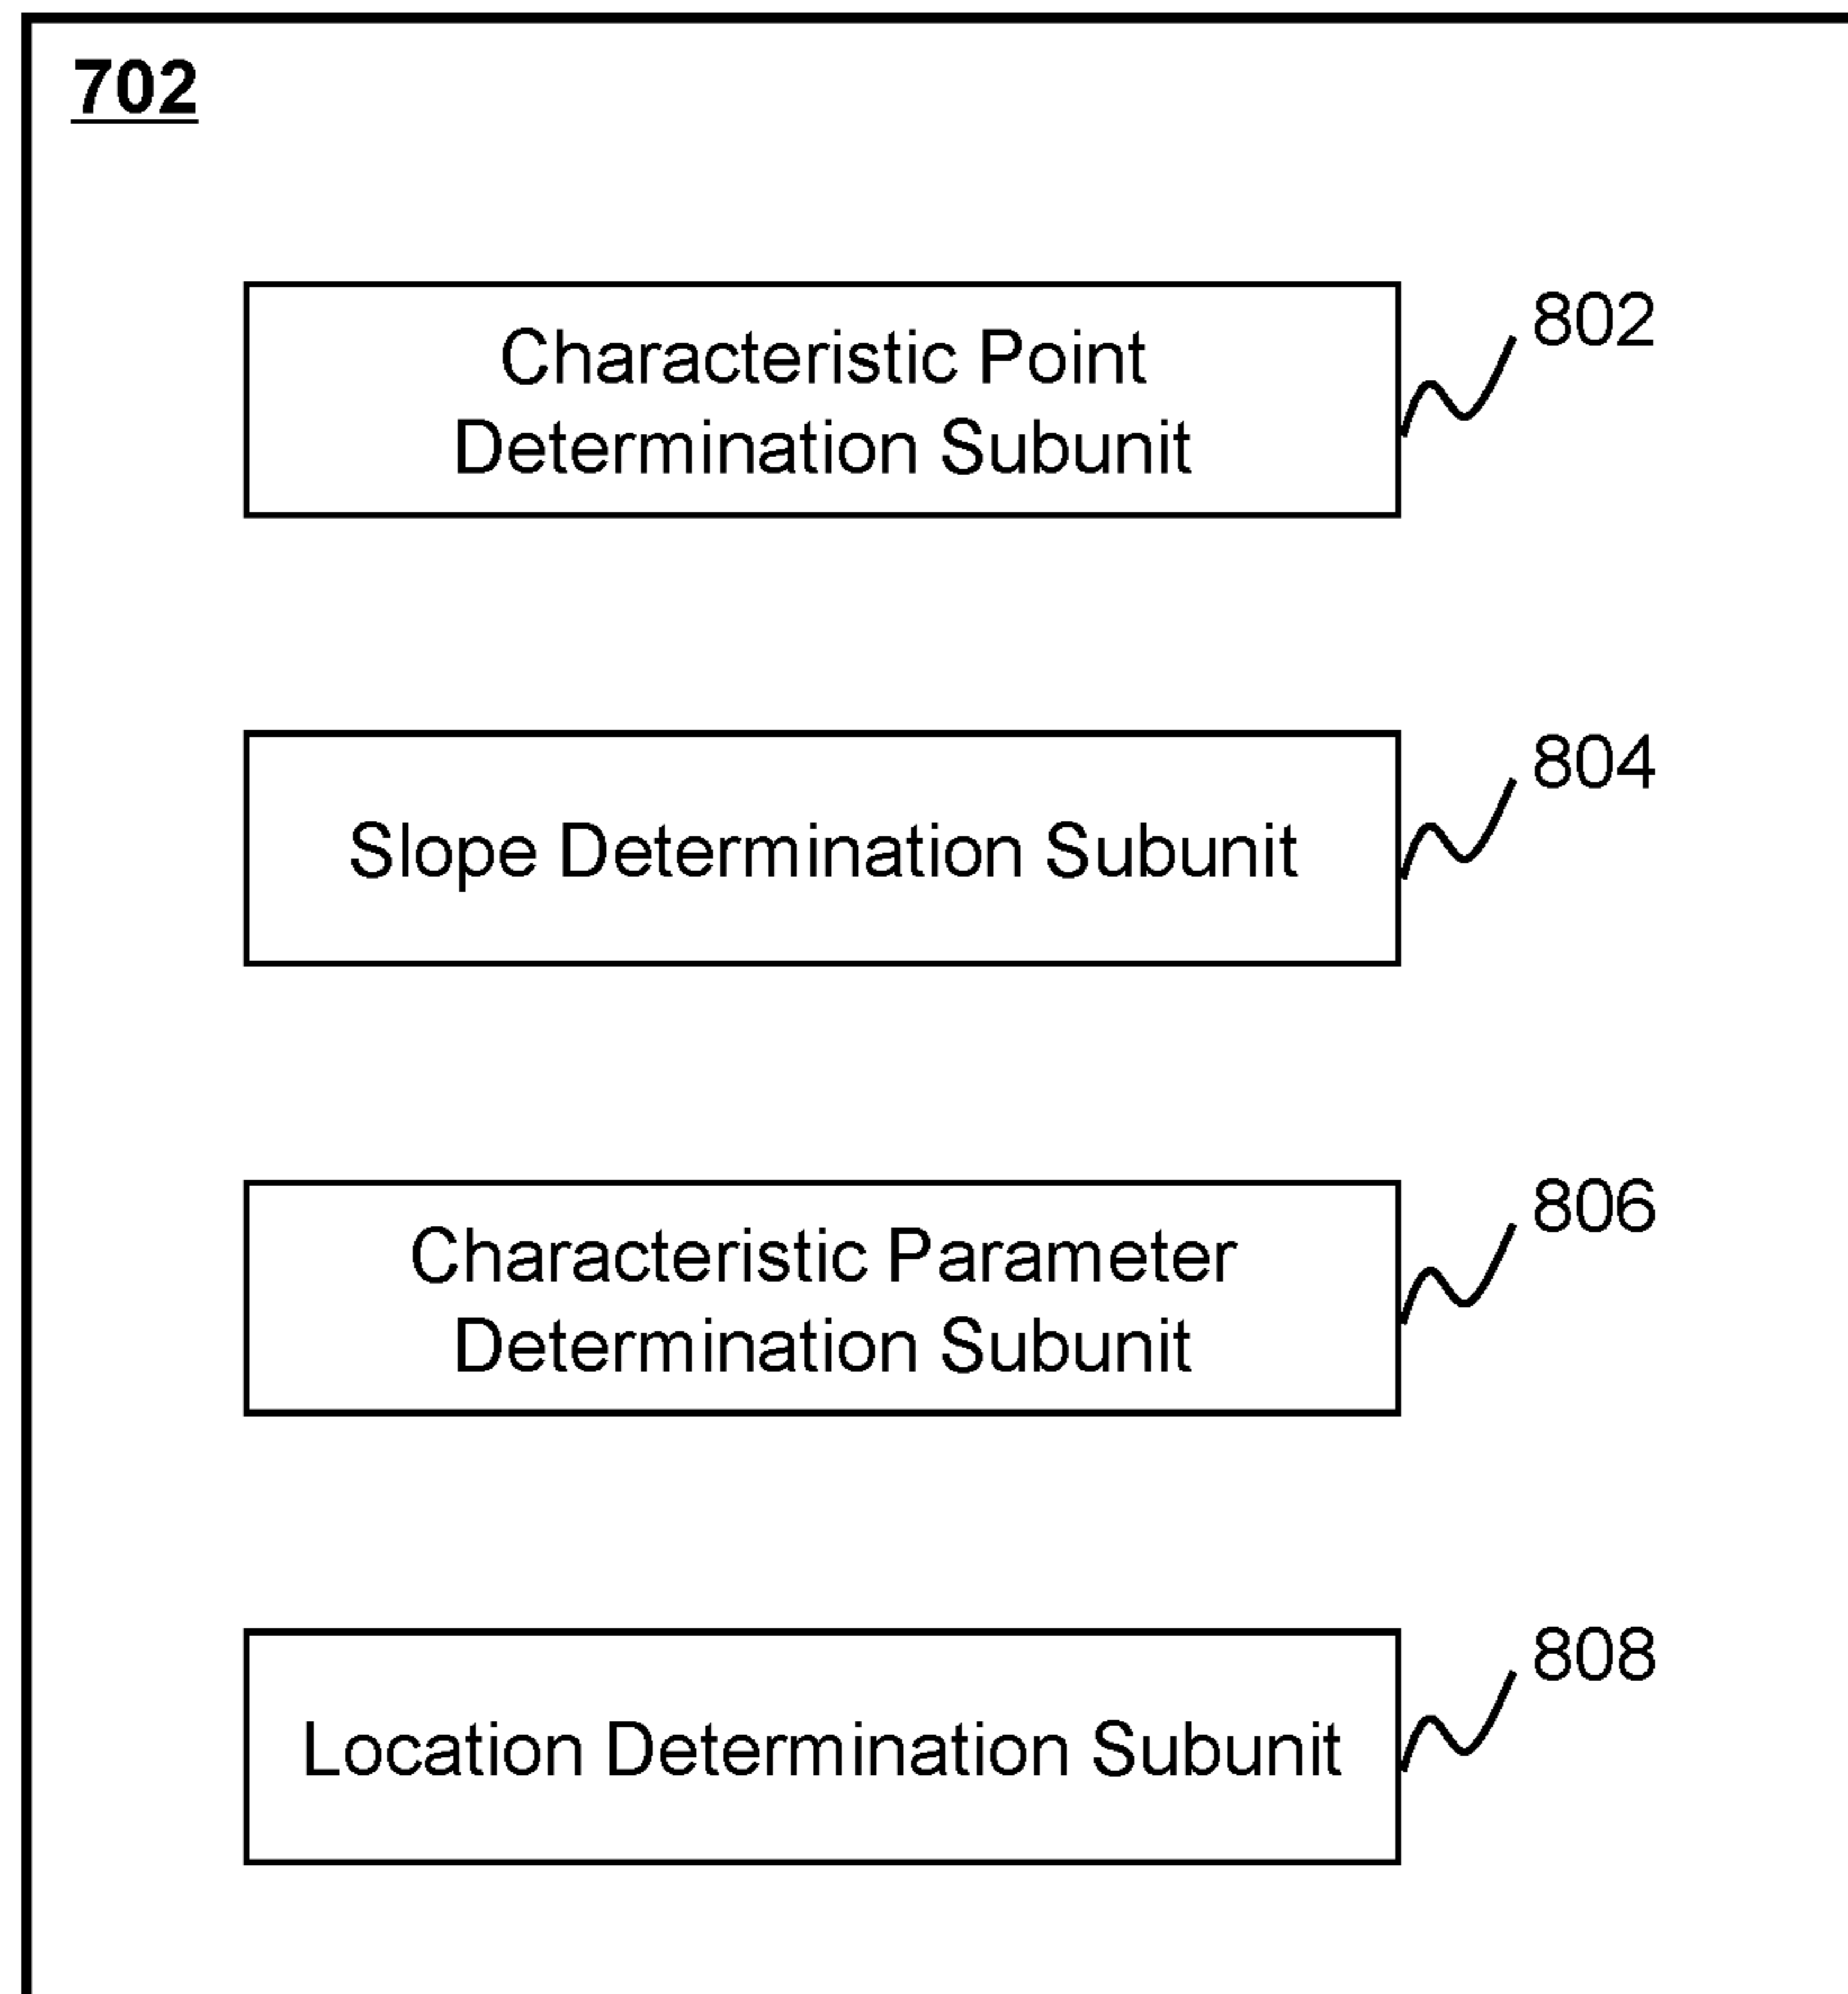 702
Characteristic Point
Determination Subunit
802
Slope Determination Subunit
804
Characteristic Parameter
Determination Subunit
806
Location Determination Subunit
808